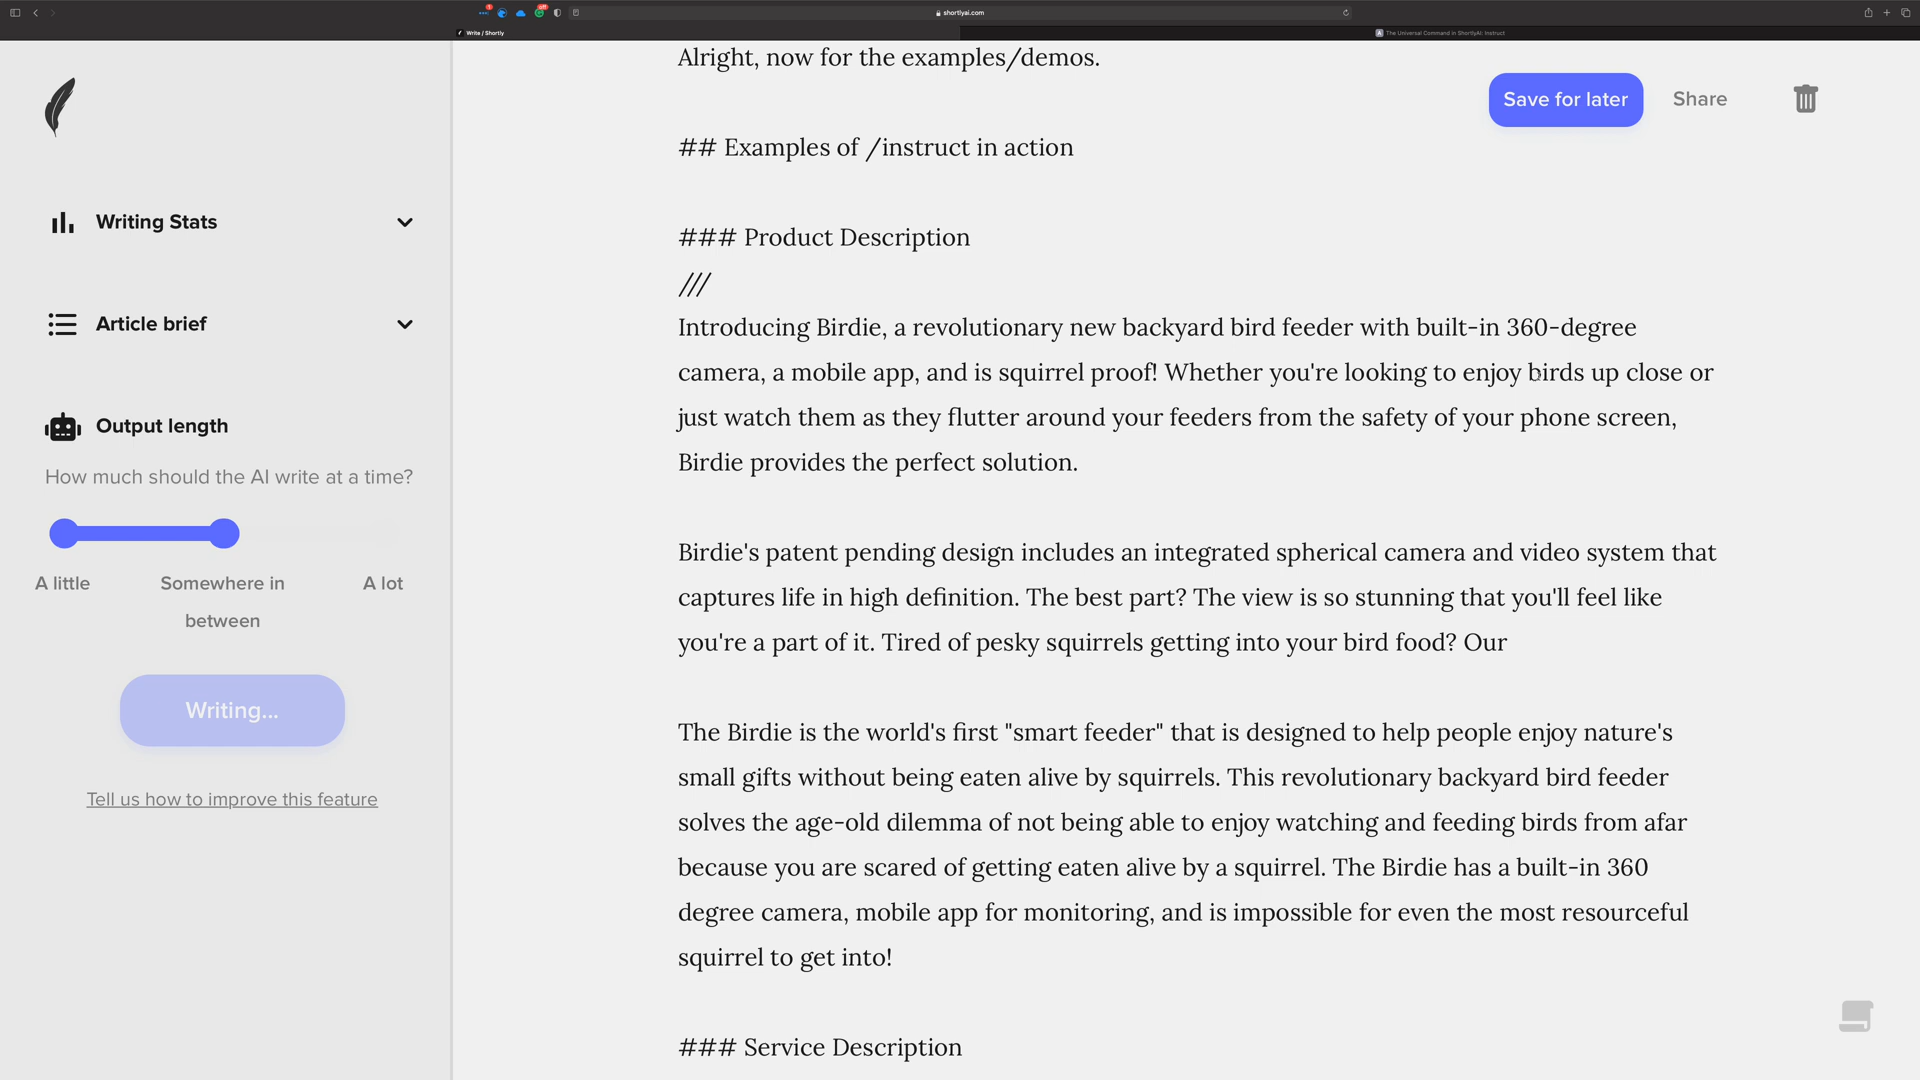 shortlyai.com
Write / Shortly
The Universal Command in ShortlyAI: Instruct
Save for later
Share
Writing Stats
Article brief
Output length
How much should the AI write at a time?
A little
Somewhere in
between
A lot
Writing...
Tell us how to improve this feature
Alright, now for the examples/demos.
## Examples of /instruct in action
### Product Description
///
Introducing Birdie, a revolutionary new backyard bird feeder with built-in 360-degree
camera, a mobile app, and is squirrel proof! Whether you're looking to enjoy birds up close or
just watch them as they flutter around your feeders from the safety of your phone screen,
Birdie provides the perfect solution.
Birdie's patent pending design includes an integrated spherical camera and video system that
captures life in high definition. The best part? The view is so stunning that you'll feel like
you're a part of it. Tired of pesky squirrels getting into your bird food? Our
The Birdie is the world's first "smart feeder" that is designed to help people enjoy nature's
small gifts without being eaten alive by squirrels. This revolutionary backyard bird feeder
solves the age-old dilemma of not being able to enjoy watching and feeding birds from afar
because you are scared of getting eaten alive by a squirrel. The Birdie has a built-in 360
degree camera, mobile app for monitoring, and is impossible for even the most resourceful
squirrel to get into!
### Service Description